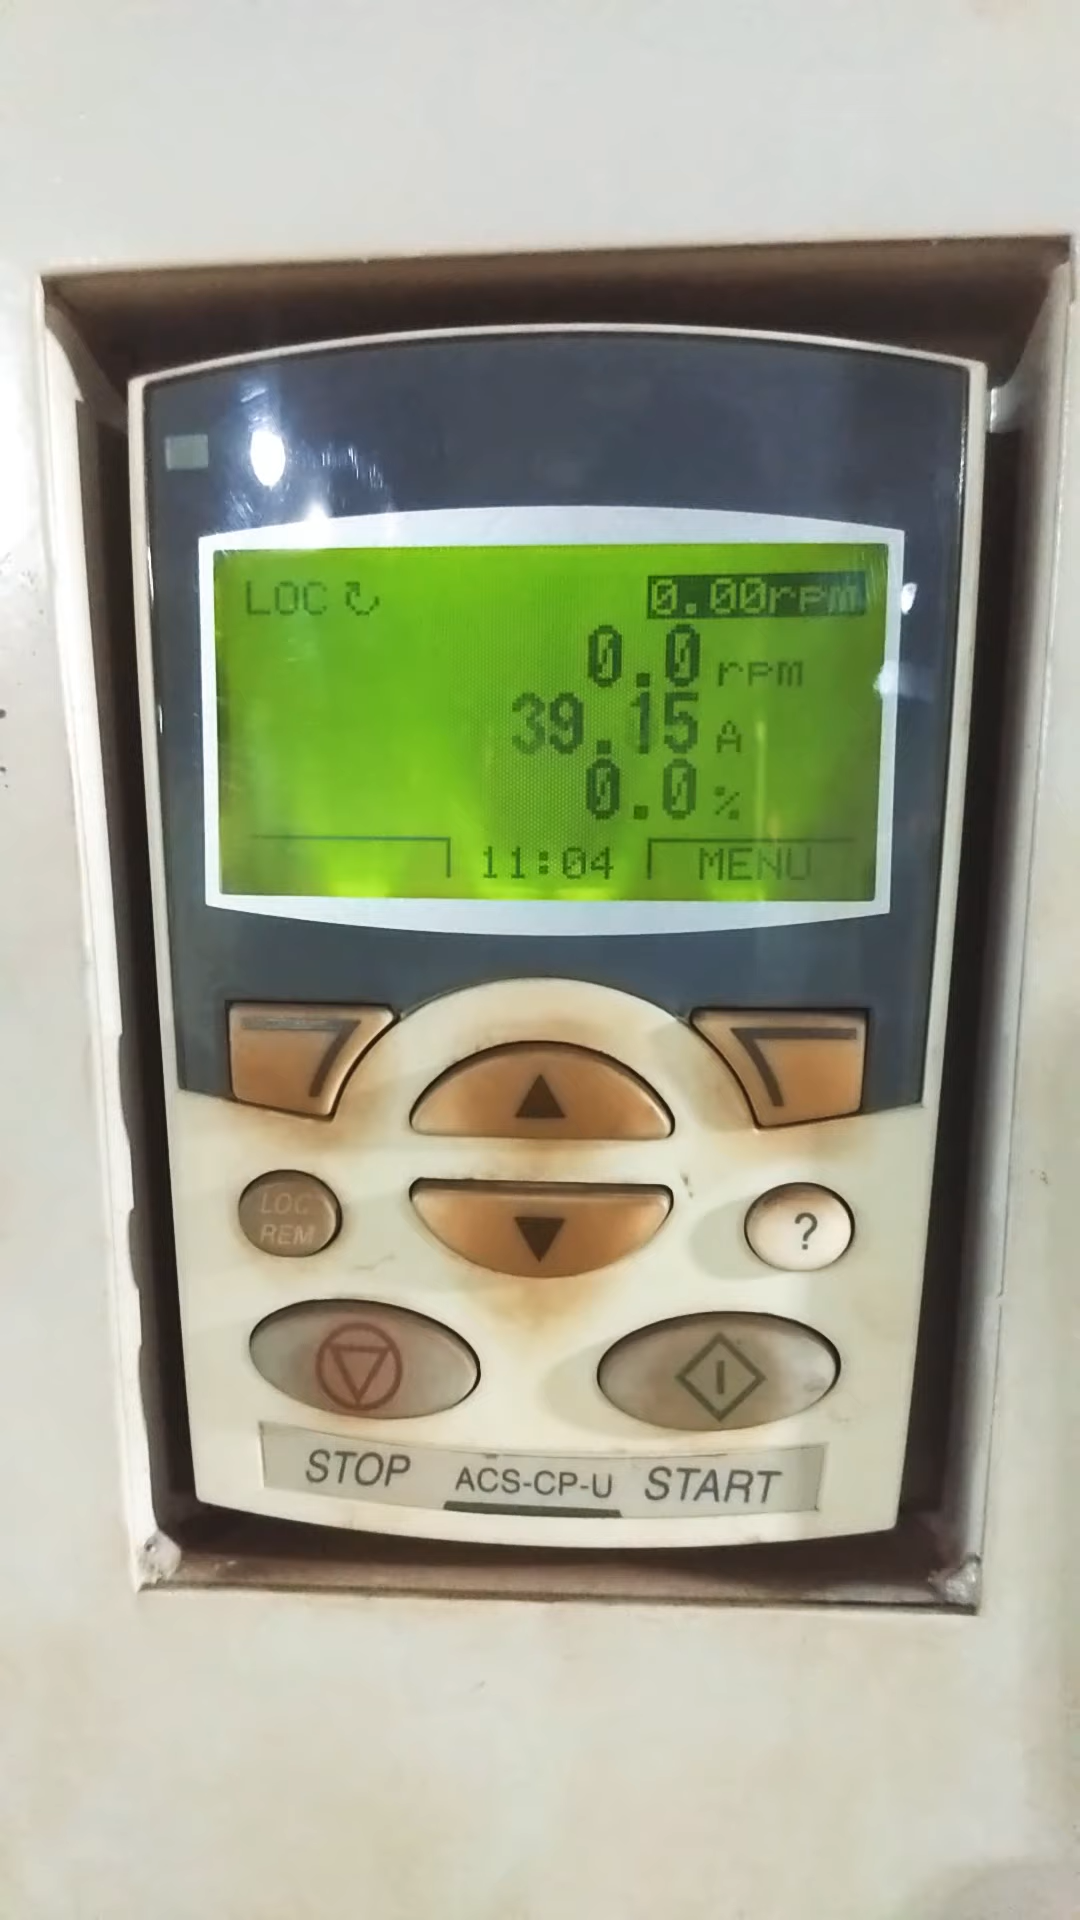 LOC ↻ 0.00rpm
0.0 rpm
39.15 A
0.0 %
11:04 MENU
LOC
REM
?
STOP ACS-CP-U START